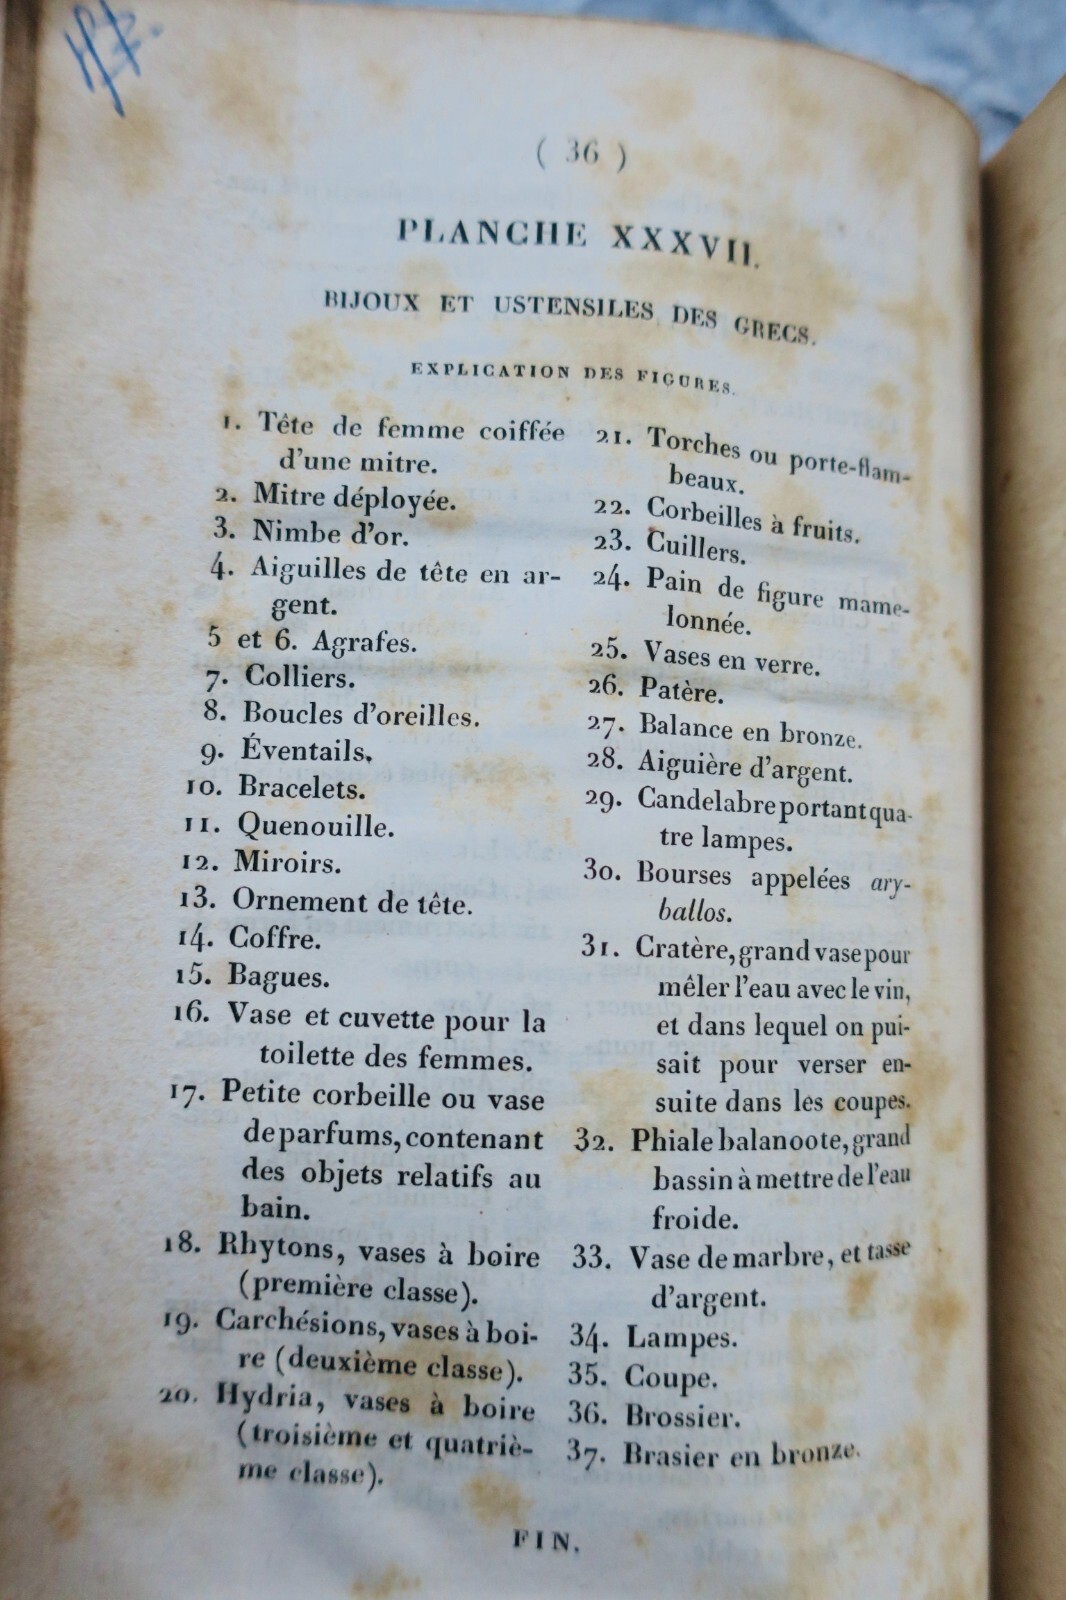 ( 36 )
PLANCHE XXXVII.
BIJOUX ET USTENSILES DES GRECS.
EXPLICATION DES FIGURES.
1. Tête de femme coiffée
d'une mitre.
2. Mitre déployée.
3. Nimbe d'or.
4. Aiguilles de tête en ar-
gent.
5 et 6. Agrafes.
7. Colliers.
8. Boucles d'oreilles.
9. Éventails.
10. Bracelets.
11. Quenouille.
12. Miroirs.
13. Ornement de tête.
14. Coffre.
15. Bagues.
16. Vase et cuvette pour la
toilette des femmes.
17. Petite corbeille ou vase
de parfums, contenant
des objets relatifs au
bain.
18. Rhytons, vases à boire
(première classe).
19. Carchésions, vases à boi-
re (deuxième classe).
20. Hydria, vases à boire
(troisième et quatriè-
me classe).
21. Torches ou porte-flam-
beaux.
22. Corbeilles à fruits.
23. Cuillers.
24. Pain de figure mame-
lonnée.
25. Vases en verre.
26. Patère.
27. Balance en bronze.
28. Aiguière d'argent.
29. Candelabre portant qua-
tre lampes.
30. Bourses appelées ary-
ballos.
31. Cratère, grand vase pour
mêler l'eau avec le vin,
et dans lequel on pui-
sait pour verser en-
suite dans les coupes.
32. Phiale balanoote, grand
bassin à mettre de l'eau
froide.
33. Vase de marbre, et tasse
d'argent.
34. Lampes.
35. Coupe.
36. Brossier.
37. Brasier en bronze.
FIN.